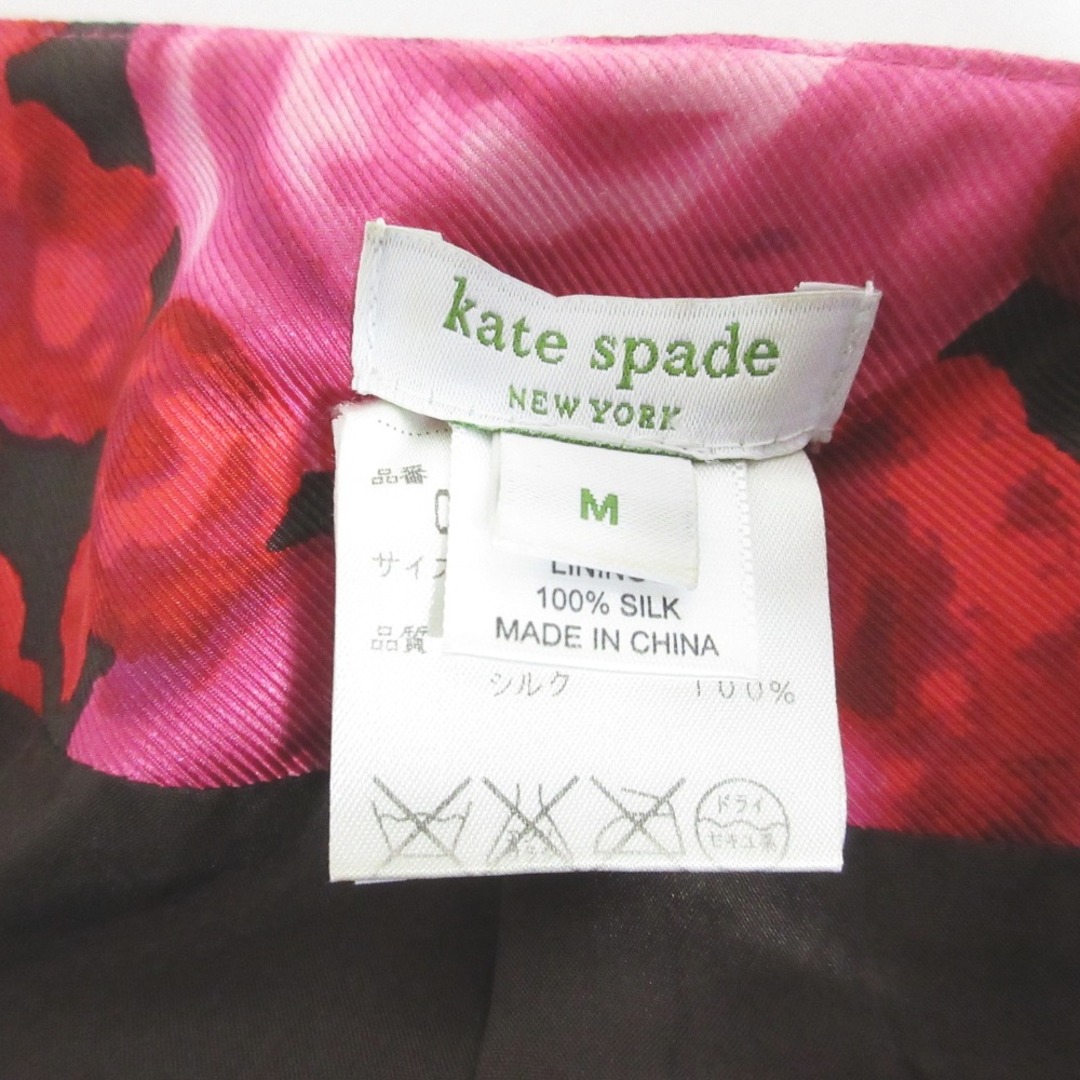 kate spade
NEW YORK
M
品番
サイズ
品質
100% SILK
MADE IN CHINA
シルク 100%
ドライ
セキユ系